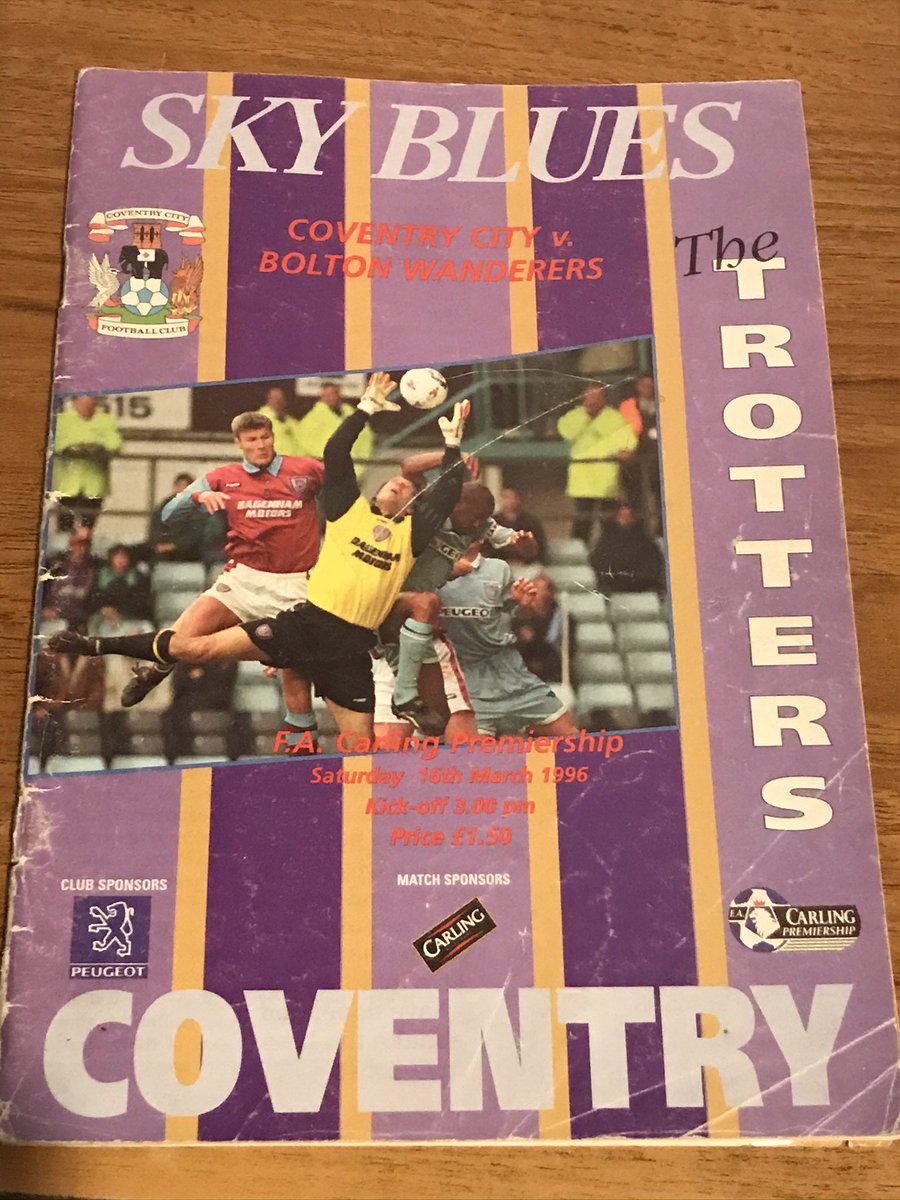 SKY BLUES
COVENTRY CITY
FOOTBALL CLUB
COVENTRY CITY v.
BOLTON WANDERERS
The
TROTTERS
615
DAGENHAM
MOTORS
DAGENHAM
MOTORS
PEUGEOT
F.A. Carling Premiership
Saturday 16th March 1996
Kick-off 3.00 pm
Price £1.50
CLUB SPONSORS
PEUGEOT
MATCH SPONSORS
CARLING
F.A.
CARLING
PREMIERSHIP
COVENTRY